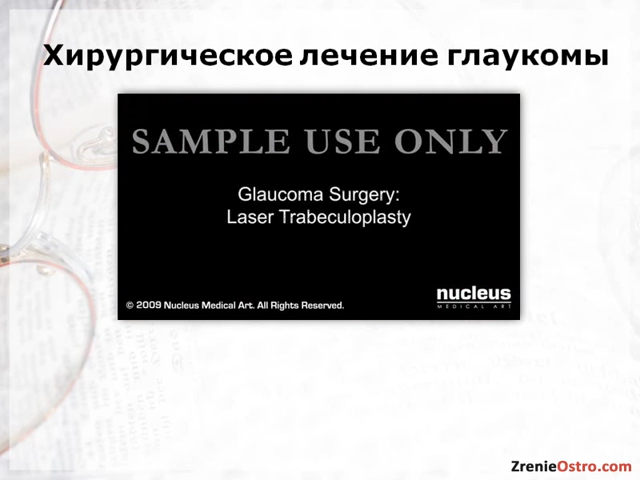 Хирургическое лечение глаукомы
SAMPLE USE ONLY
Glaucoma Surgery:
Laser Trabeculoplasty
© 2009 Nucleus Medical Art. All Rights Reserved.
nucleus
MEDICAL ART
ZrenieOstro.com